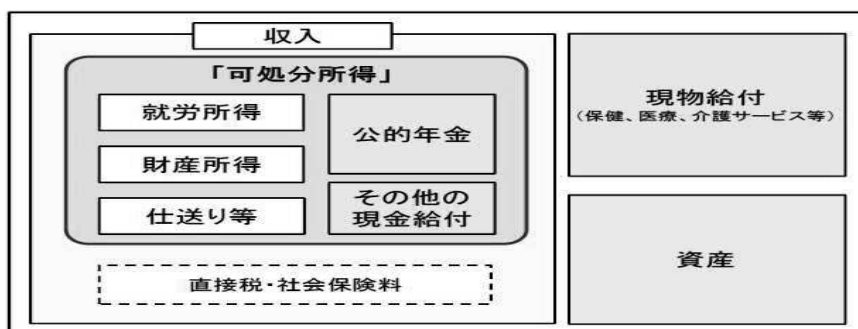 収入
「可処分所得」
就労所得
財産所得
仕送り等
公的年金
その他の
現金給付
直接税・社会保険料
現物給付
(保健、医療、介護サービス等)
資産